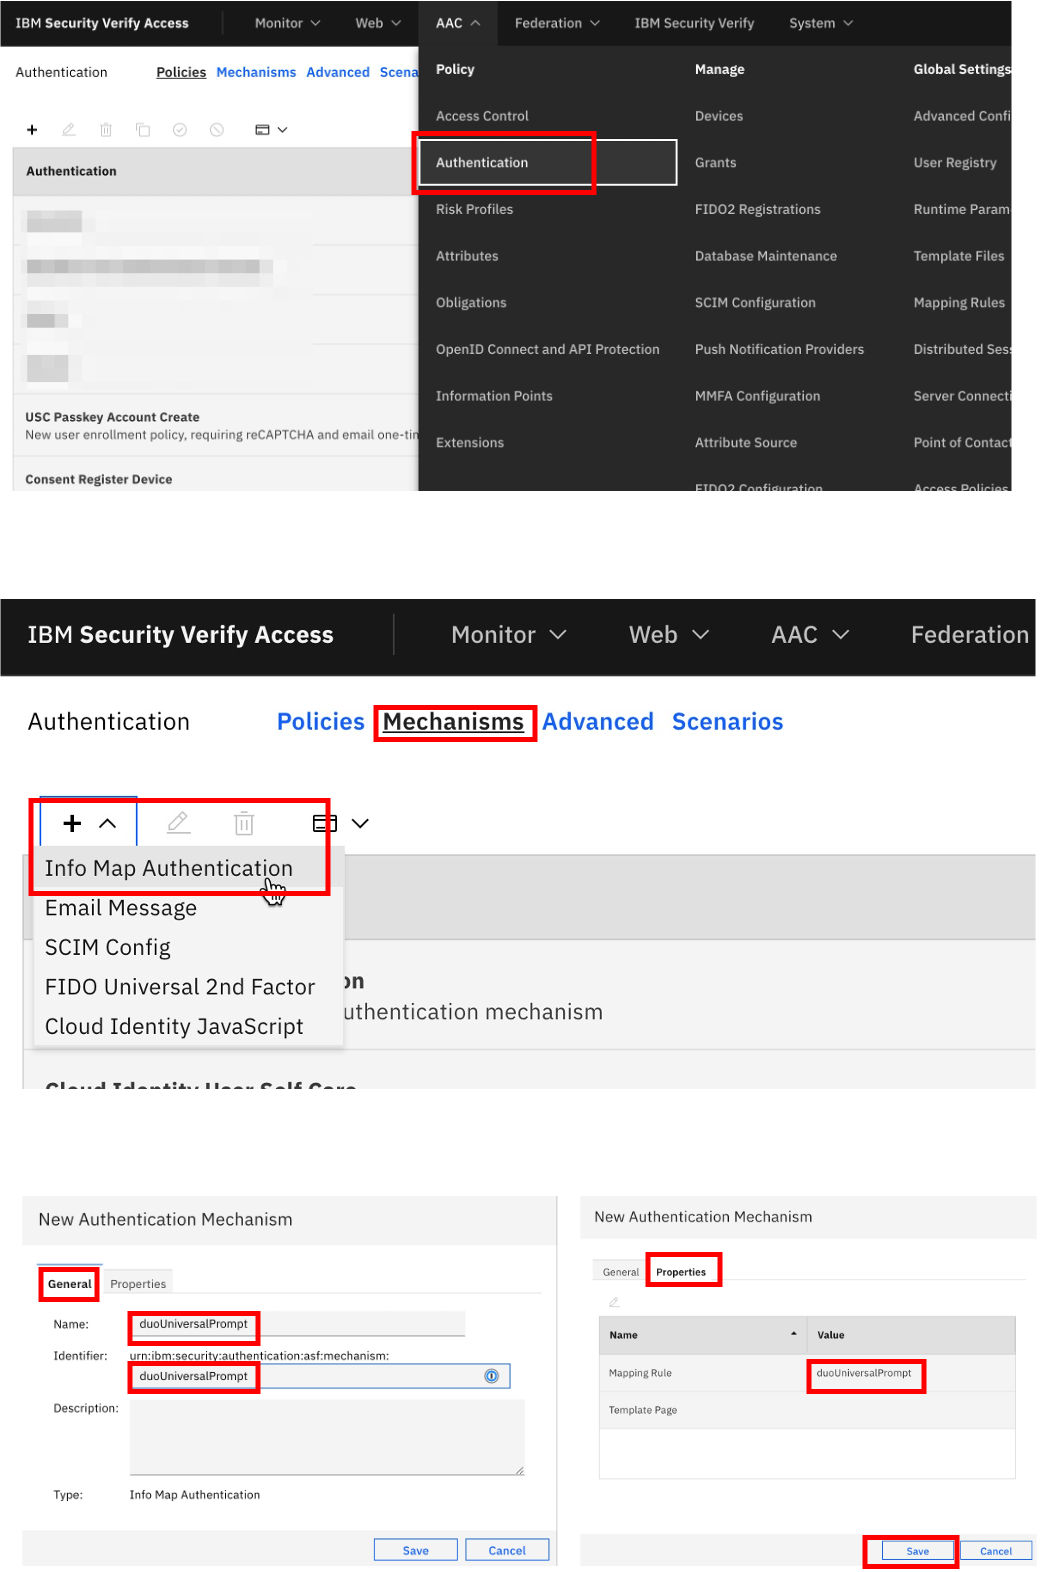 IBM Security Verify Access Monitor Web AAC Federation IBM Security Verify System
Authentication Policies Mechanisms Advanced Scena
Policy Manage Global Settings
Access Control Devices Advanced Confi
Authentication Grants User Registry
Authentication
Risk Profiles FIDO2 Registrations Runtime Param
Attributes Database Maintenance Template Files
Obligations SCIM Configuration Mapping Rules
OpenID Connect and API Protection Push Notification Providers Distributed Ses
Information Points MMFA Configuration Server Connecti
USC Passkey Account Create
New user enrollment policy, requiring reCAPTCHA and email one-tin
Extensions Attribute Source Point of Contac
Consent Register Device
FIDO2 Configuration Access Policies
IBM Security Verify Access Monitor Web AAC Federation
Authentication Policies Mechanisms Advanced Scenarios
Info Map Authentication
Email Message
SCIM Config
FIDO Universal 2nd Factor on
uthentication mechanism
Cloud Identity JavaScript
Cloud Identity User Self Care
New Authentication Mechanism
General Properties
Name: duoUniversalPrompt
Identifier: urn:ibm:security:authentication:asf:mechanism:
duoUniversalPrompt
Description:
Type: Info Map Authentication
Save Cancel
New Authentication Mechanism
General Properties
Name Value
Mapping Rule duoUniversalPrompt
Template Page
Save Cancel